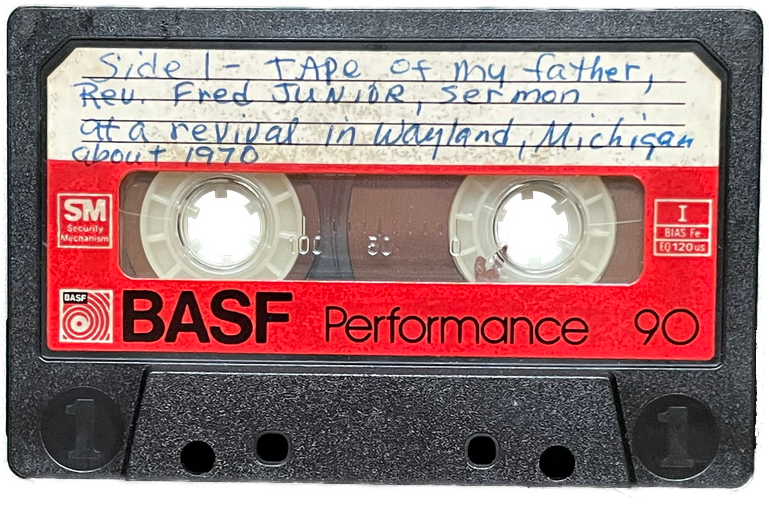 Side 1 - TAPE of my father,
Rev. Fred JUNIOR, sermon
at a revival in Wayland, Michigan
about 1970
SM
Security
Mechanism
I
BIAS Fe
EQ 120 us
100 50 0
BASF
BASF Performance 90
1 1